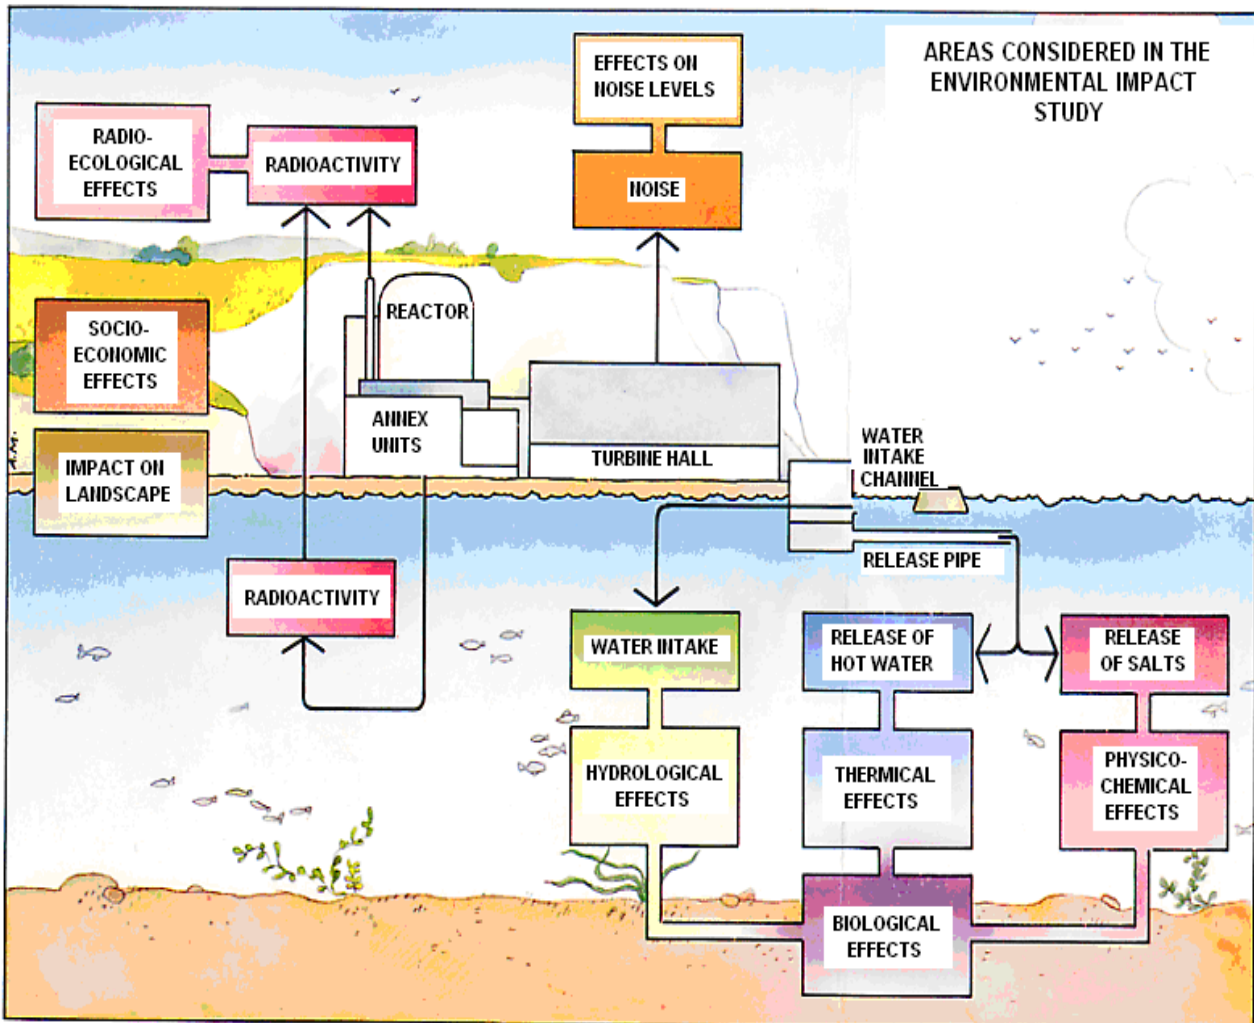 AREAS CONSIDERED IN THE
ENVIRONMENTAL IMPACT
STUDY
EFFECTS ON
NOISE LEVELS
NOISE
RADIO-
ECOLOGICAL
EFFECTS
RADIOACTIVITY
SOCIO-
ECONOMIC
EFFECTS
IMPACT ON
LANDSCAPE
A.M.
REACTOR
ANNEX
UNITS
TURBINE HALL
WATER
INTAKE
CHANNEL
RELEASE PIPE
RADIOACTIVITY
WATER INTAKE
RELEASE OF
HOT WATER
RELEASE
OF SALTS
HYDROLOGICAL
EFFECTS
THERMICAL
EFFECTS
PHYSICO-
CHEMICAL
EFFECTS
BIOLOGICAL
EFFECTS